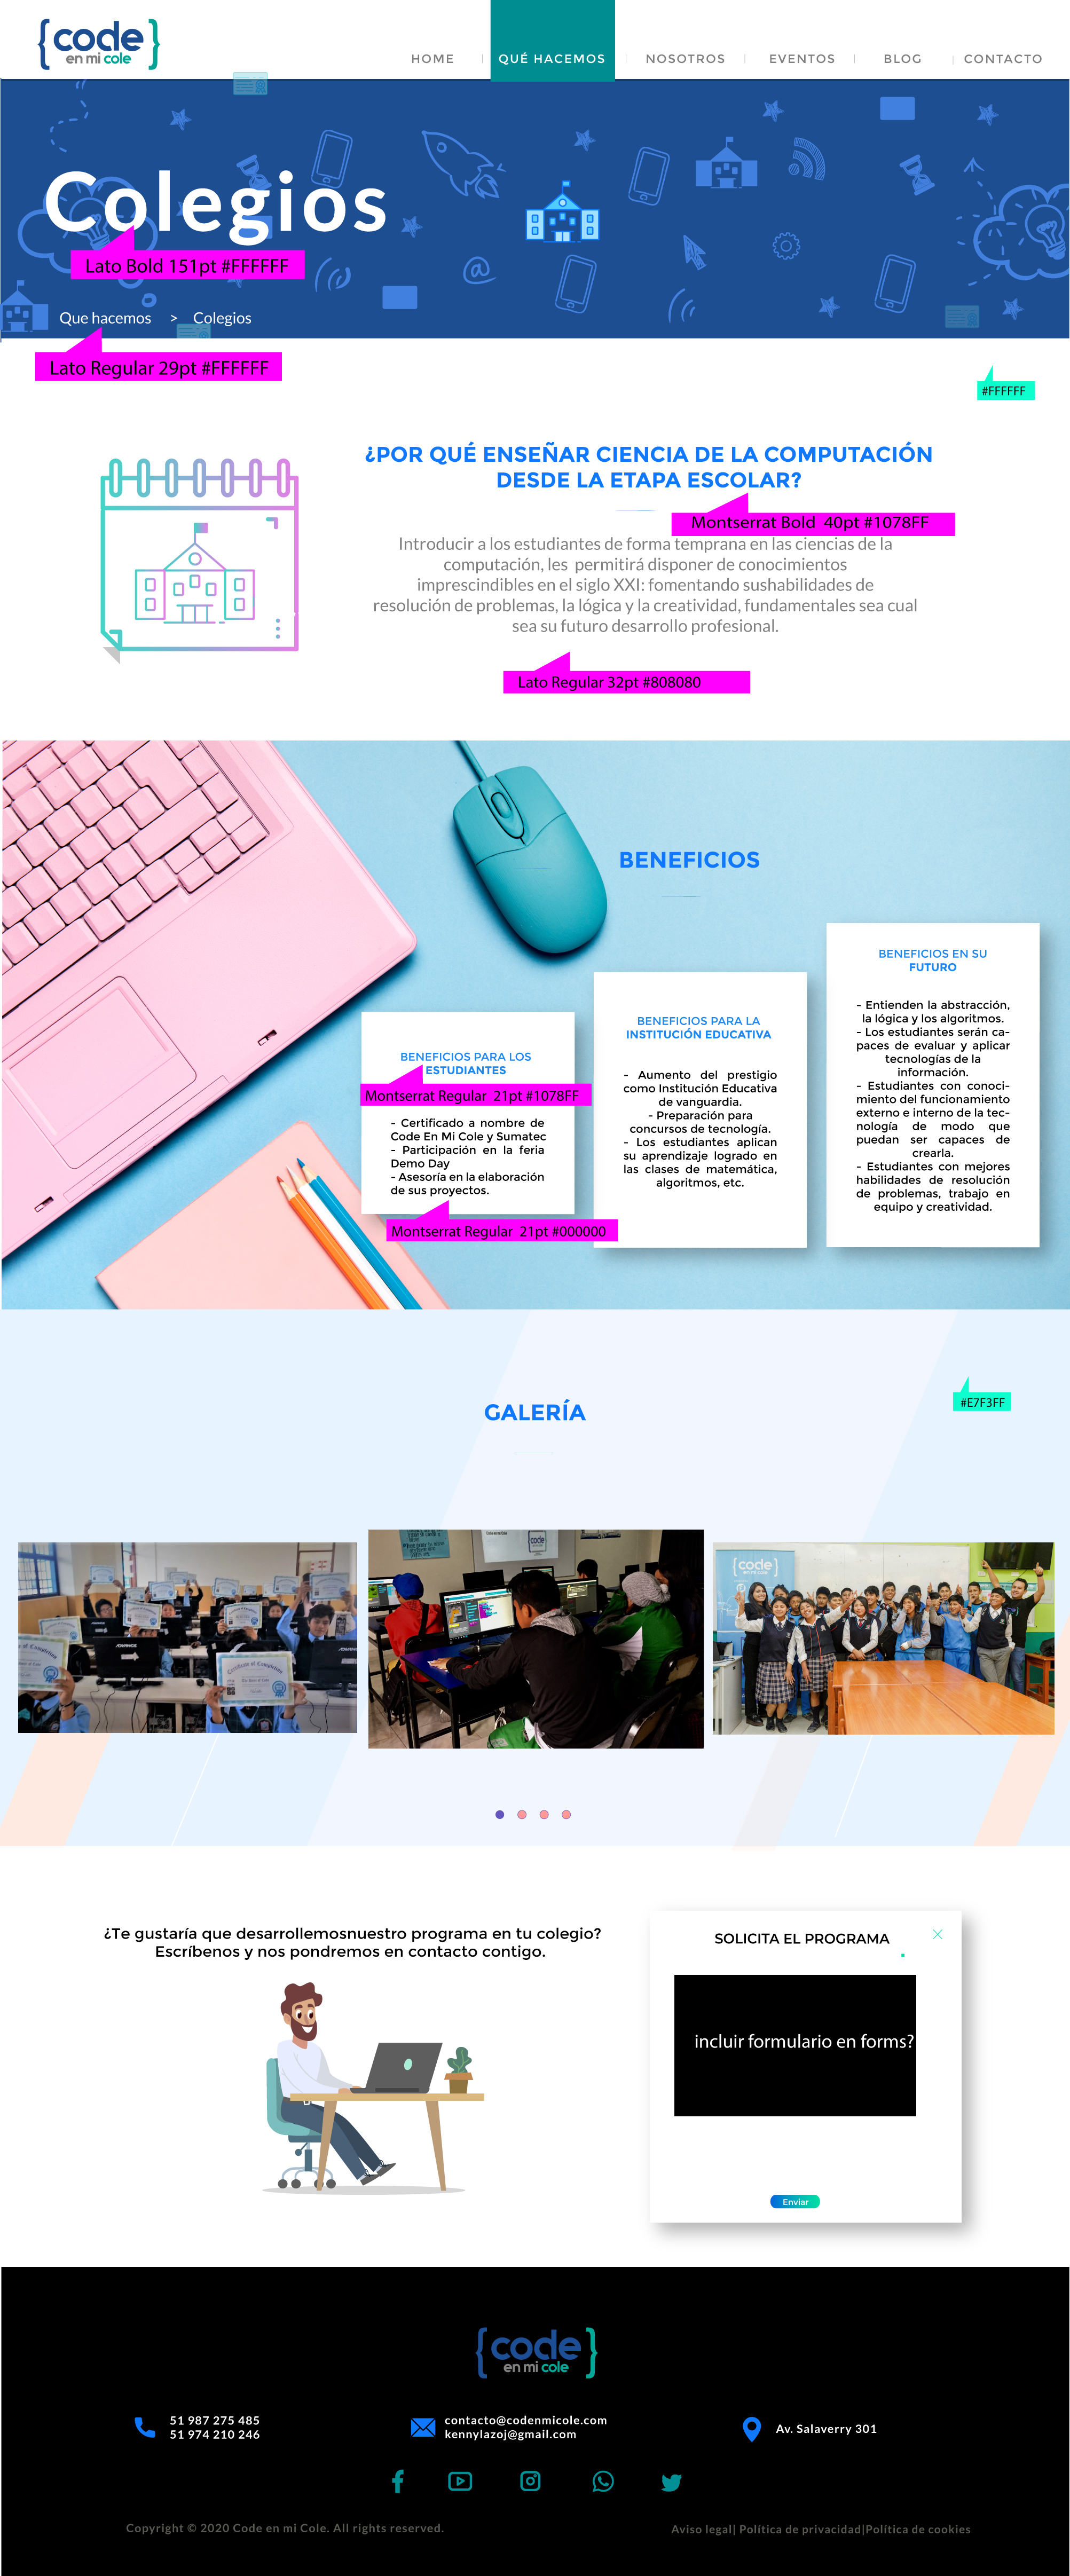 {code}
en mi cole
HOME
QUÉ HACEMOS
NOSOTROS
EVENTOS
BLOG
CONTACTO
Colegios
Lato Bold 151pt #FFFFFF
Que hacemos > Colegios
Lato Regular 29pt #FFFFFF
#FFFFFF
¿POR QUÉ ENSEÑAR CIENCIA DE LA COMPUTACIÓN
DESDE LA ETAPA ESCOLAR?
Montserrat Bold 40pt #1078FF
Introducir a los estudiantes de forma temprana en las ciencias de la
computación, les permitirá disponer de conocimientos
imprescindibles en el siglo XXI: fomentando sushabilidades de
resolución de problemas, la lógica y la creatividad, fundamentales sea cual
sea su futuro desarrollo profesional.
Lato Regular 32pt #808080
BENEFICIOS
BENEFICIOS PARA LOS
ESTUDIANTES
Montserrat Regular 21pt #1078FF
- Certificado a nombre de
Code En Mi Cole y Sumatec
- Participación en la feria
Demo Day
- Asesoría en la elaboración
de sus proyectos.
Montserrat Regular 21pt #000000
BENEFICIOS PARA LA
INSTITUCIÓN EDUCATIVA
- Aumento del prestigio
como Institución Educativa
de vanguardia.
- Preparación para
concursos de tecnología.
- Los estudiantes aplican
su aprendizaje logrado en
las clases de matemática,
algoritmos, etc.
BENEFICIOS EN SU
FUTURO
- Entienden la abstracción,
la lógica y los algoritmos.
- Los estudiantes serán ca-
paces de evaluar y aplicar
tecnologías de la
información.
- Estudiantes con conoci-
miento del funcionamiento
externo e interno de la tec-
nología de modo que
puedan ser capaces de
crearla.
- Estudiantes con mejores
habilidades de resolución
de problemas, trabajo en
equipo y creatividad.
GALERÍA
#E7F3FF
ADVANCE
Certificate of Completion
{code}
{code}
¿Te gustaría que desarrollemosnuestro programa en tu colegio?
Escríbenos y nos pondremos en contacto contigo.
SOLICITA EL PROGRAMA
incluir formulario en forms?
Enviar
{code}
en mi cole
51 987 275 485
51 974 210 246
contacto@codenmicole.com
kennylazoj@gmail.com
Av. Salaverry 301
Copyright © 2020 Code en mi Cole. All rights reserved.
Aviso legal| Política de privacidad|Política de cookies